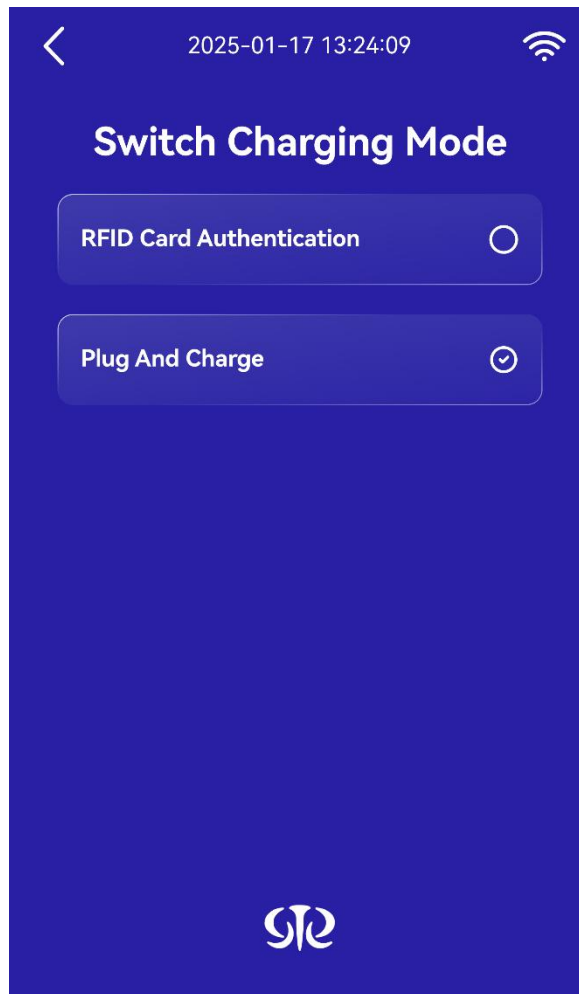 2025-01-17 13:24:09
Switch Charging Mode
RFID Card Authentication
Plug And Charge